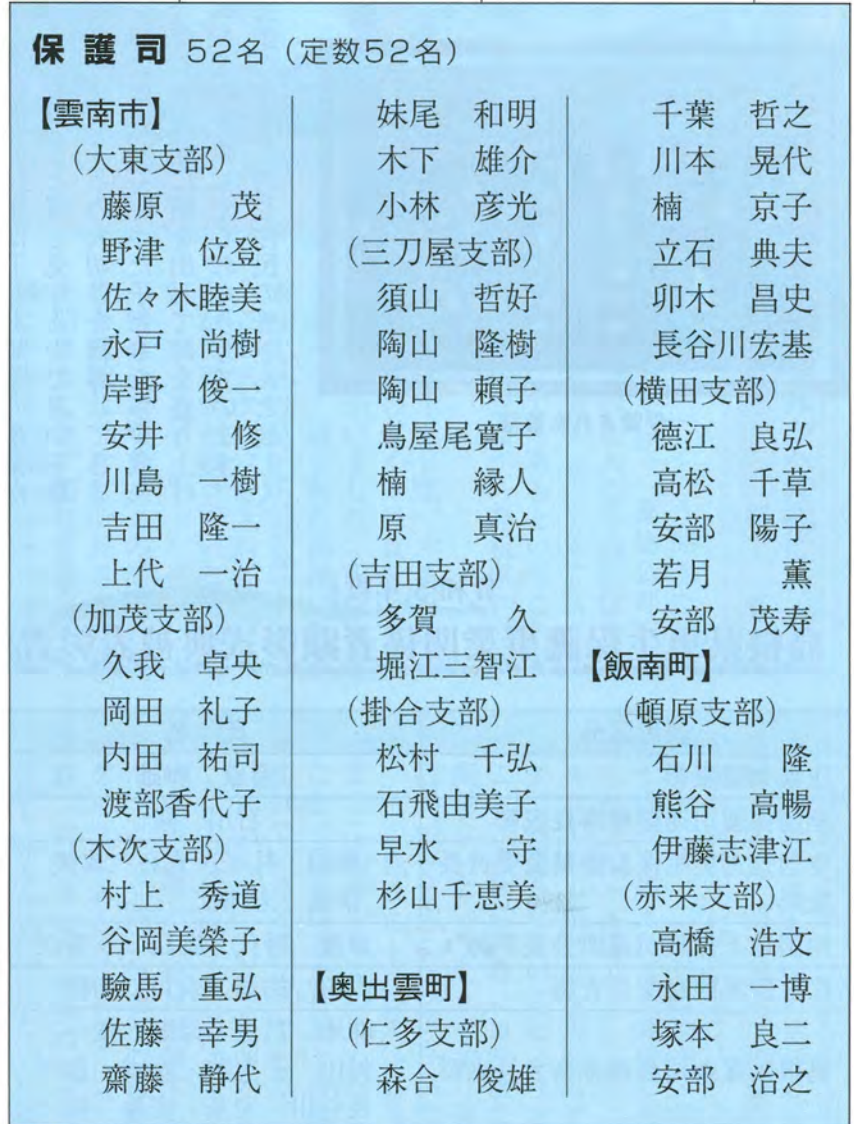 保護司 52名（定数52名）
【雲南市】
（大東支部）
藤原　茂
野津　位登
佐々木睦美
永戸　尚樹
岸野　俊一
安井　修
川島　一樹
吉田　隆一
上代　一治
（加茂支部）
久我　卓央
岡田　礼子
内田　祐司
渡部香代子
（木次支部）
村上　秀道
谷岡美榮子
驗馬　重弘
佐藤　幸男
齋藤　静代
妹尾　和明
木下　雄介
小林　彦光
（三刀屋支部）
須山　哲好
陶山　隆樹
陶山　頼子
鳥屋尾寛子
楠　縁人
原　真治
（吉田支部）
多賀　久
堀江三智江
（掛合支部）
松村　千弘
石飛由美子
早水　守
杉山千恵美
【奥出雲町】
（仁多支部）
森合　俊雄
千葉　哲之
川本　晃代
楠　京子
立石　典夫
卯木　昌史
長谷川宏基
（横田支部）
德江　良弘
高松　千草
安部　陽子
若月　薫
安部　茂寿
【飯南町】
（頓原支部）
石川　隆
熊谷　高暢
伊藤志津江
（赤来支部）
高橋　浩文
永田　一博
塚本　良二
安部　治之